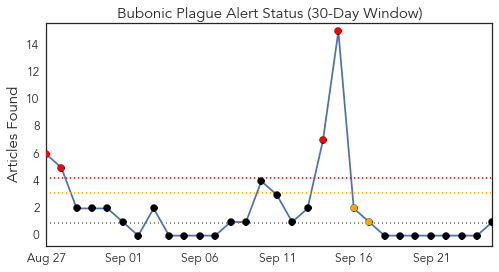 Bubonic Plague Alert Status (30-Day Window)
Articles Found
14
12
10
8
6
4
2
0
Aug 27 Sep 01 Sep 06 Sep 11 Sep 16 Sep 21